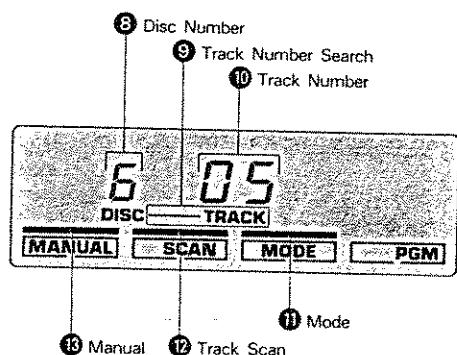 8 Disc Number
9 Track Number Search
10 Track Number
6 05
DISC TRACK
MANUAL SCAN MODE PGM
11 Mode
13 Manual 12 Track Scan